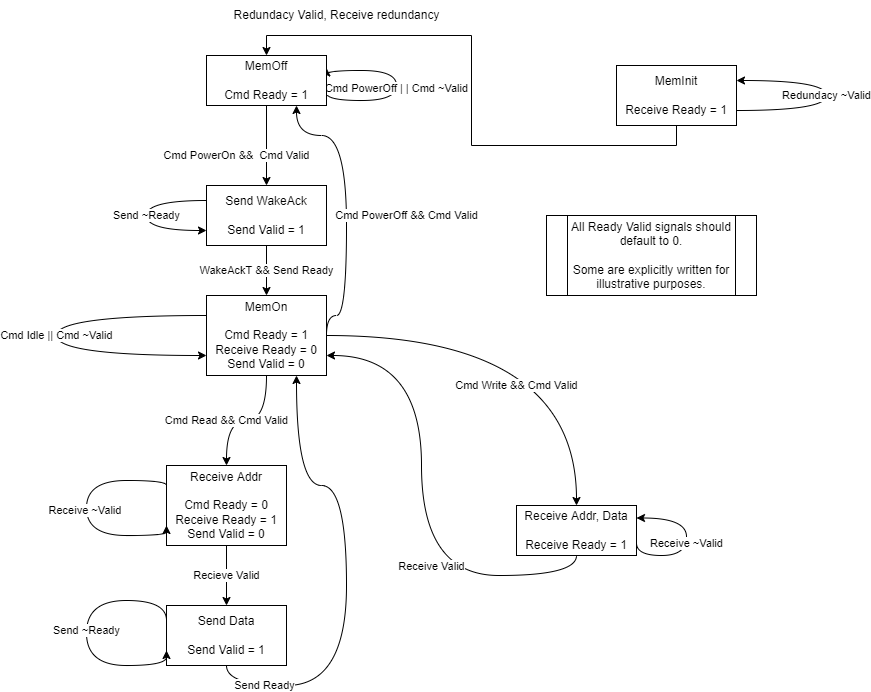 Redundacy Valid, Receive redundancy
MemOff
Cmd Ready = 1
Cmd PowerOff || Cmd ~Valid
MemInit
Receive Ready = 1
Redundacy ~Valid
Cmd PowerOn && Cmd Valid
Send WakeAck
Send Valid = 1
Send ~Ready
Cmd PowerOff && Cmd Valid
All Ready Valid signals should
default to 0.
Some are explicitly written for
illustrative purposes.
WakeAckT && Send Ready
MemOn
Cmd Ready = 1
Receive Ready = 0
Send Valid = 0
Cmd Idle || Cmd ~Valid
Cmd Write && Cmd Valid
Cmd Read && Cmd Valid
Receive Addr
Cmd Ready = 0
Receive Ready = 1
Send Valid = 0
Receive ~Valid
Receive Addr, Data
Receive Ready = 1
Receive ~Valid
Receive Valid
Recieve Valid
Send Data
Send Valid = 1
Send ~Ready
Send Ready